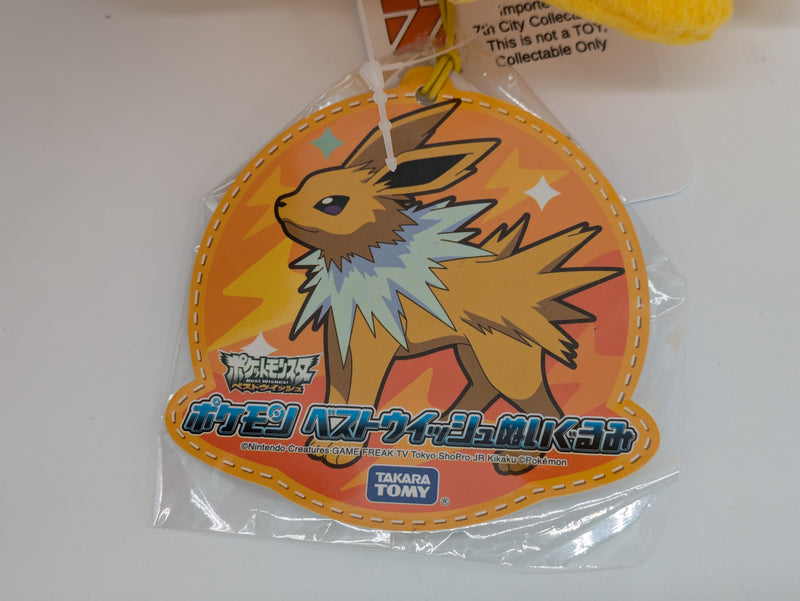 Importe
7th City Collecta
This is not a TOY,
Collectable Only
ポケットモンスター
Best Wishes!
ベストウイッシュ
ポケモン ベストウイッシュぬいぐるみ
©Nintendo Creatures GAME FREAK TV Tokyo ShoPro JR Kikaku ©Pokémon
TAKARA
TOMY ®